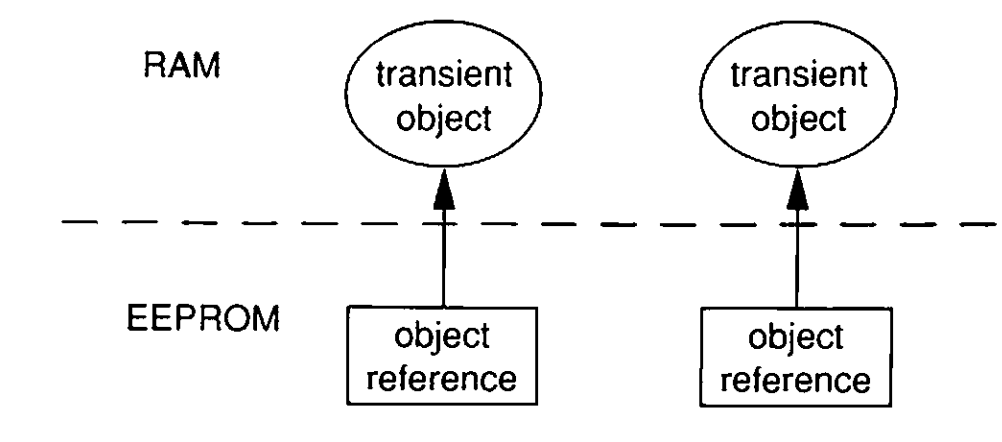 RAM
transient
object
transient
object
EEPROM
object
reference
object
reference